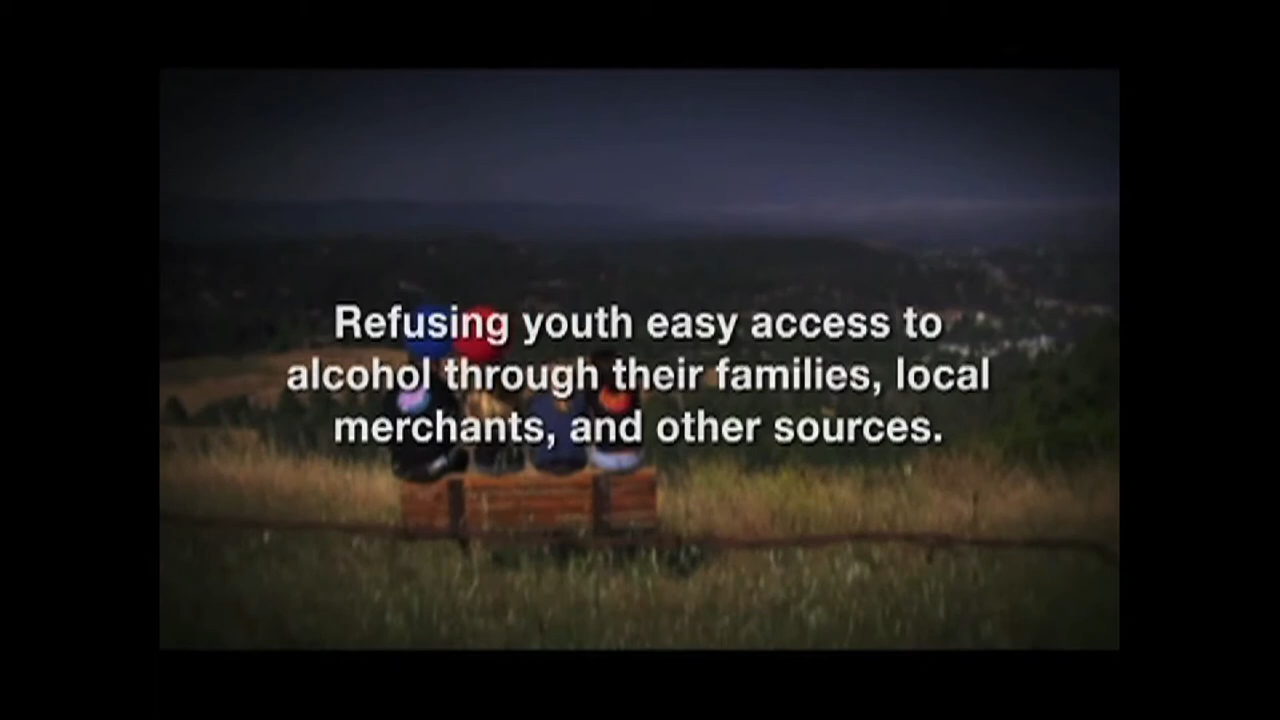 Refusing youth easy access to
alcohol through their families, local
merchants, and other sources.